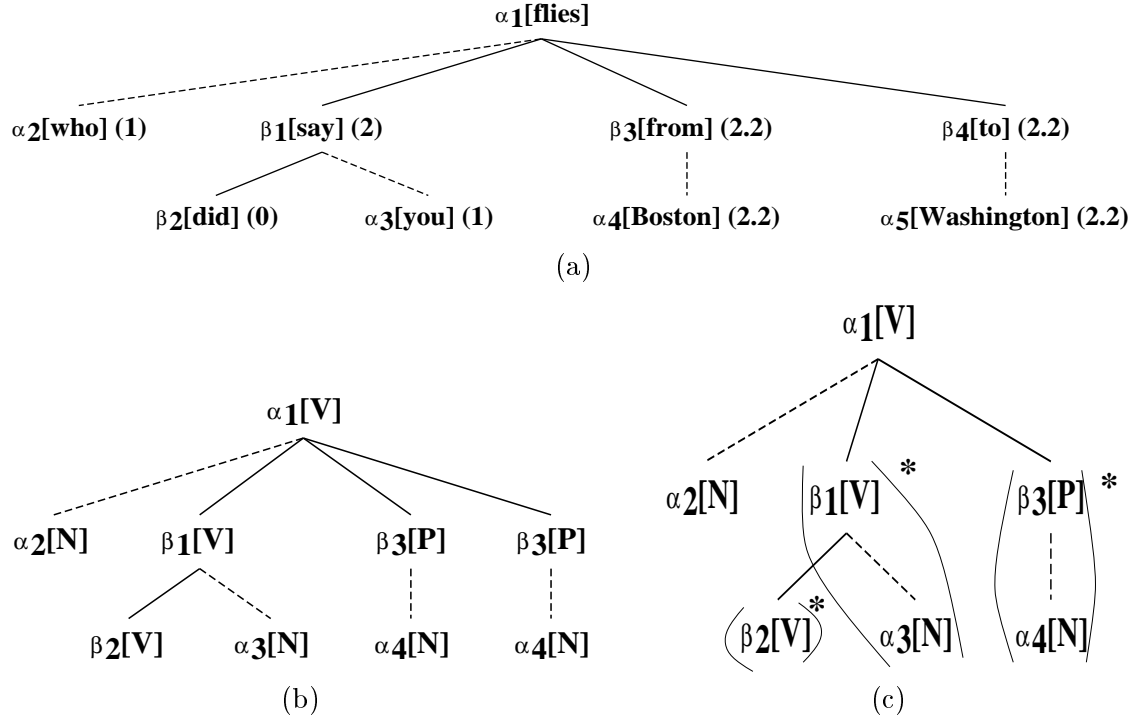 α1[flies]
α2[who] (1) β1[say] (2) β3[from] (2.2) β4[to] (2.2)
β2[did] (0) α3[you] (1) α4[Boston] (2.2) α5[Washington] (2.2)
(a)
α1[V]
α2[N] β1[V] β3[P] β3[P]
β2[V] α3[N] α4[N] α4[N]
(b)
α1[V]
α2[N] β1[V] * β3[P] *
β2[V] * α3[N] α4[N]
(c)